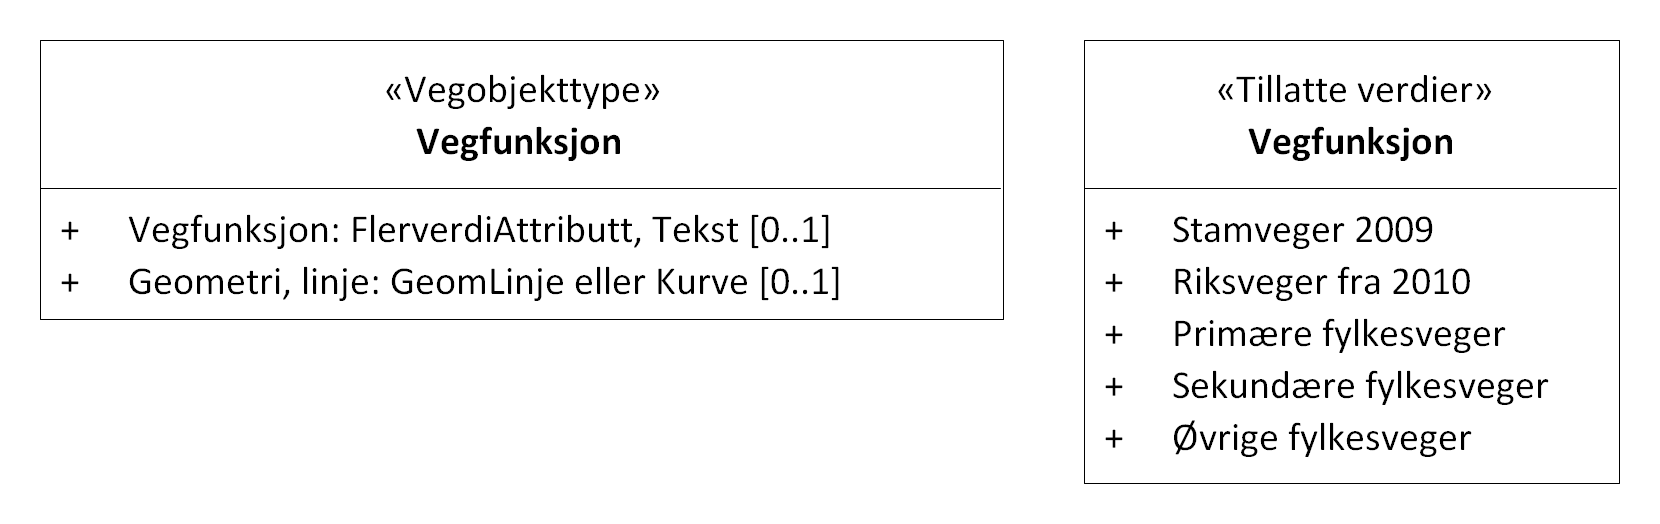 «Vegobjekttype»
Vegfunksjon
+ Vegfunksjon: FlerverdiAttributt, Tekst [0..1]
+ Geometri, linje: GeomLinje eller Kurve [0..1]
«Tillatte verdier»
Vegfunksjon
+ Stamveger 2009
+ Riksveger fra 2010
+ Primære fylkesveger
+ Sekundære fylkesveger
+ Øvrige fylkesveger